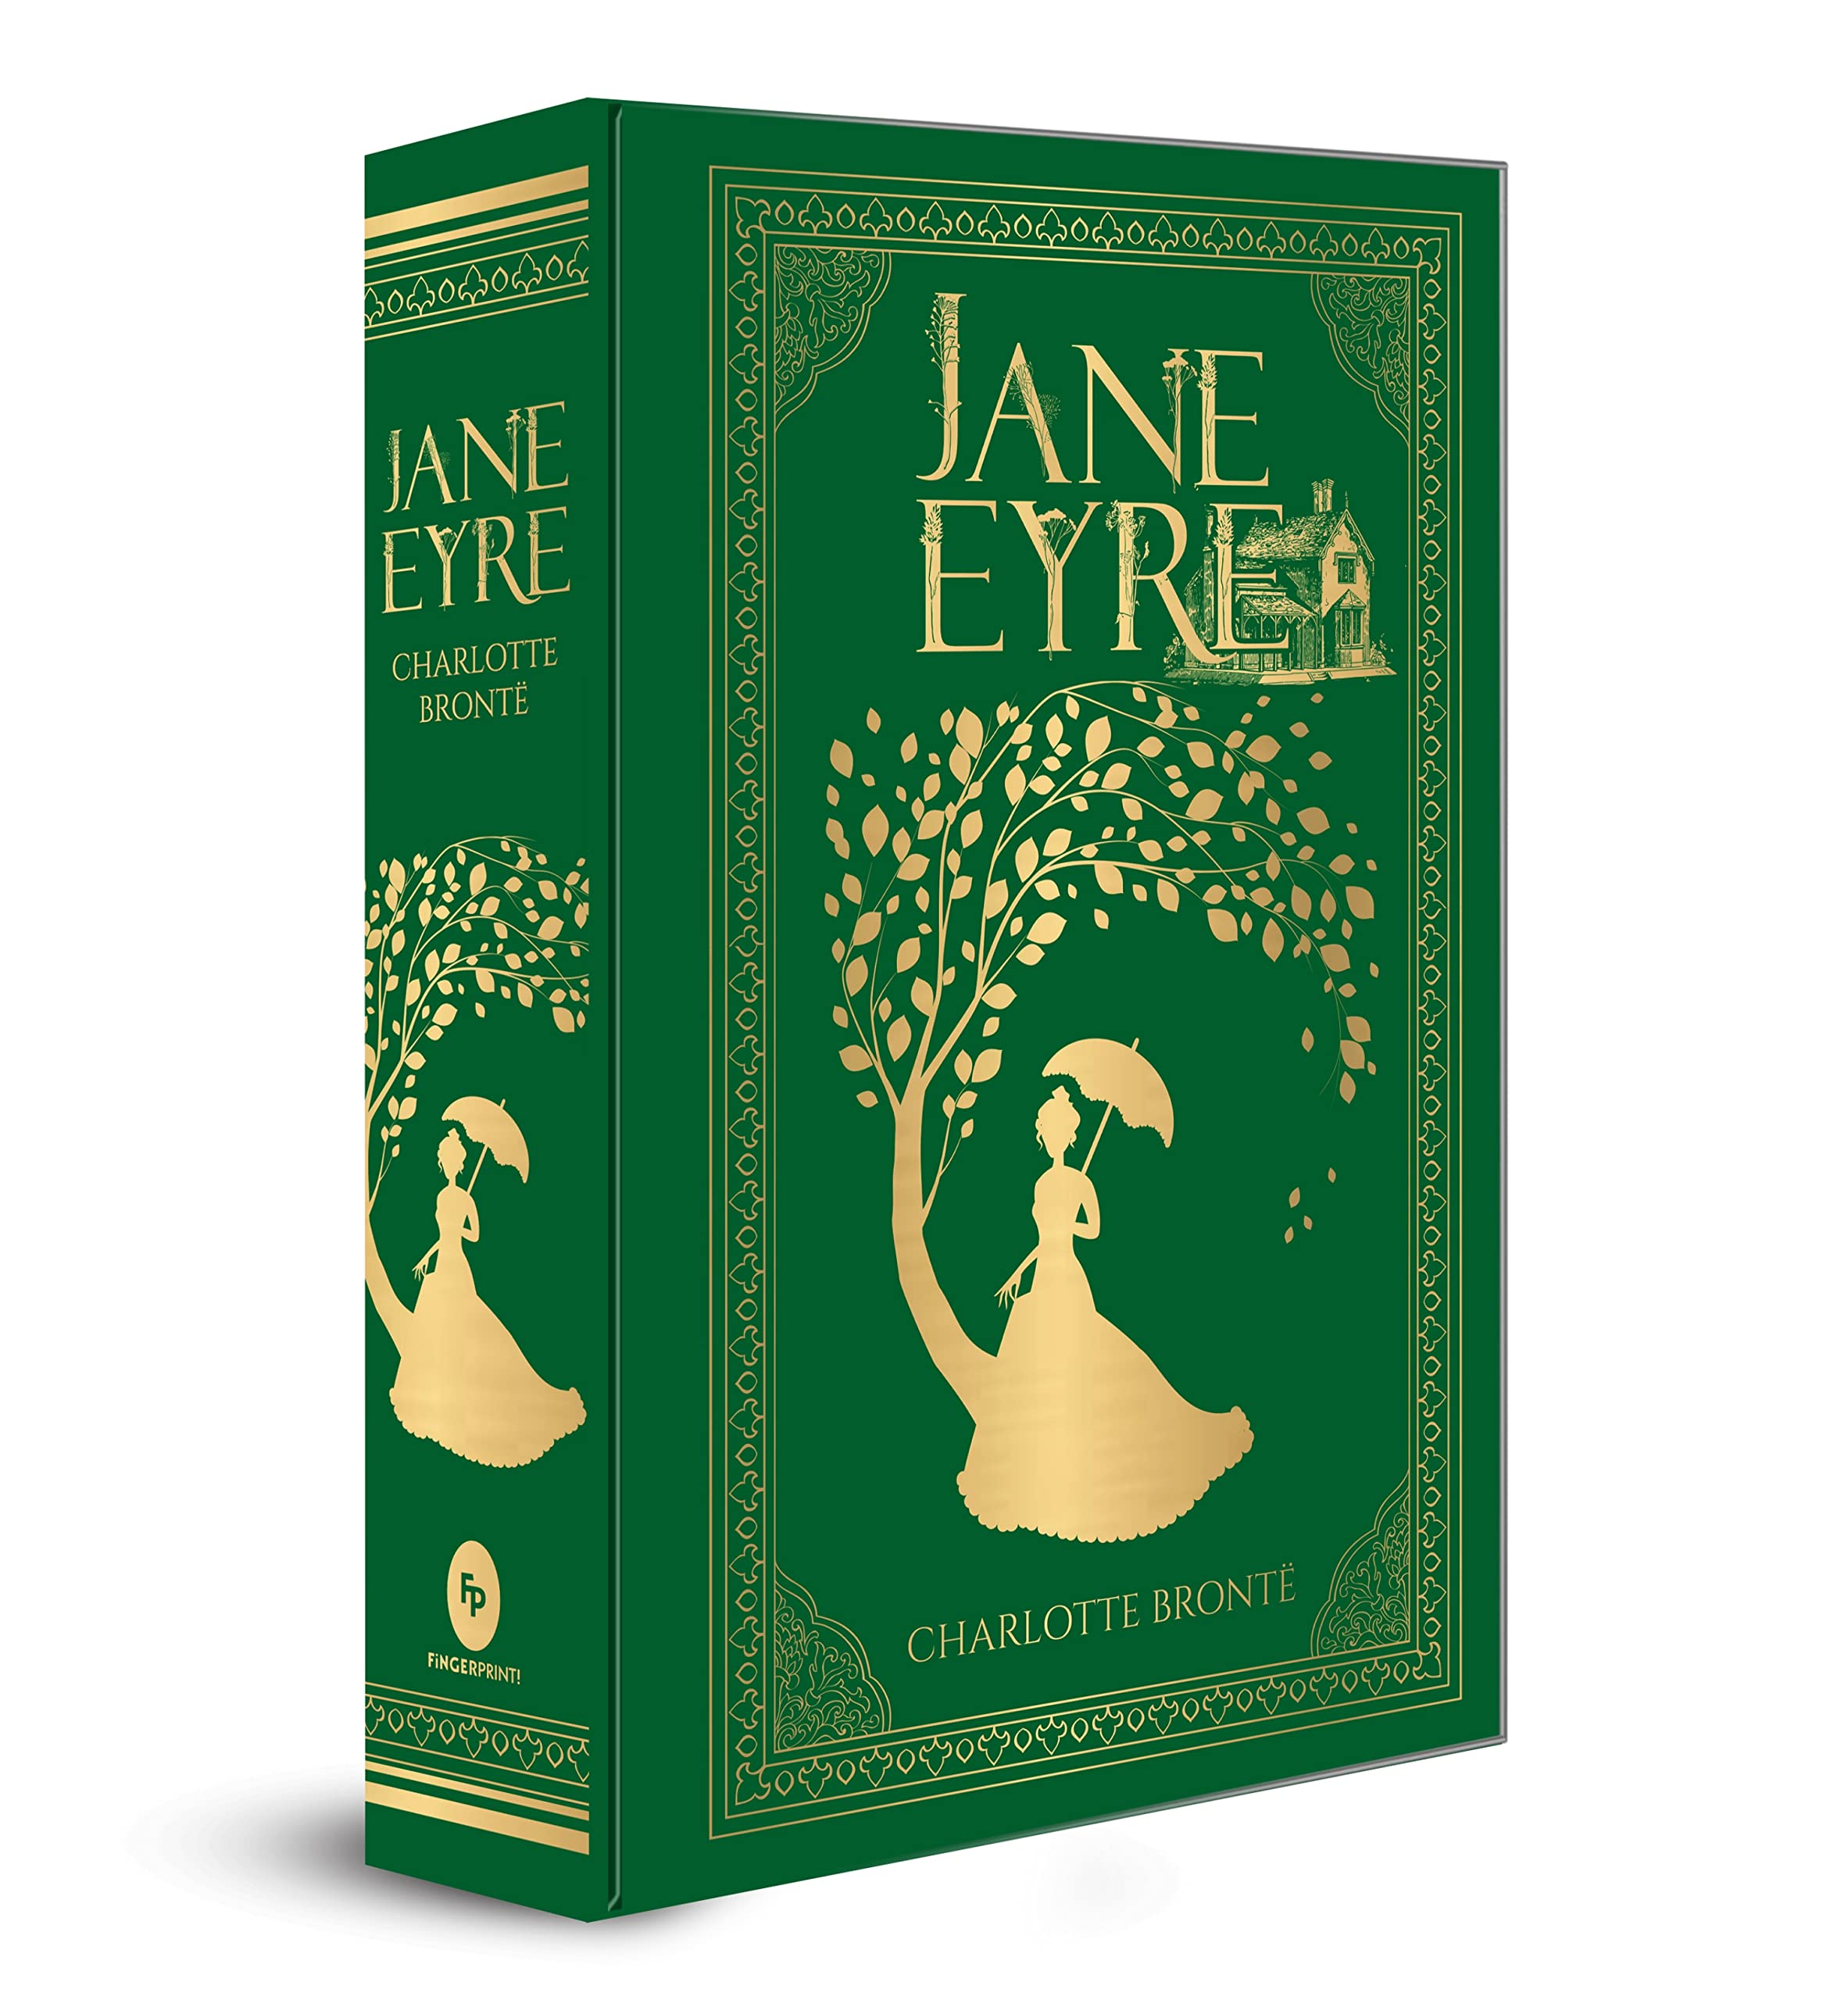 JANE
EYRE
CHARLOTTE
BRONTË
FP
FiNGERPRINT!
JANE
EYRE
CHARLOTTE BRONTË